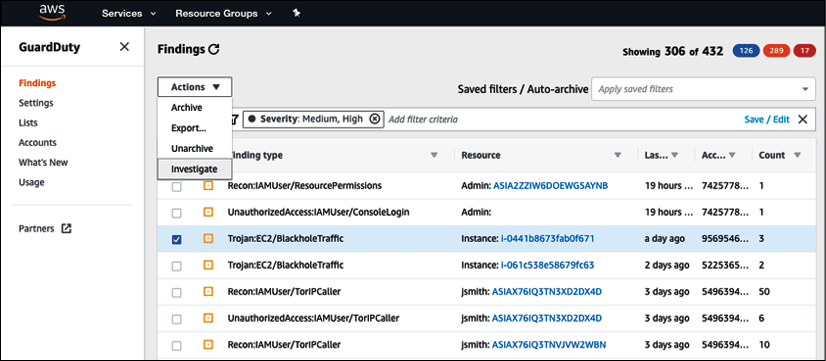 aws Services Resource Groups
GuardDuty
Findings
Settings
Lists
Accounts
What's New
Usage
Partners
Findings
Showing 306 of 432 126 289 17
Actions
Saved filters / Auto-archive Apply saved filters
Archive
Export...
Unarchive
Investigate
Severity: Medium, High Add filter criteria Save / Edit
Finding type Resource Las... Acc... Count
Recon:IAMUser/ResourcePermissions Admin: ASIA2ZZIW6DOEWGSAYNB 19 hours ... 7425778... 1
UnauthorizedAccess:IAMUser/ConsoleLogin Admin: 19 hours ... 7425778... 1
Trojan:EC2/BlackholeTraffic Instance: i-0441b8673fab0f671 a day ago 9569546... 3
Trojan:EC2/BlackholeTraffic Instance: i-061c538e58679fc63 2 days ago 5225365... 2
Recon:IAMUser/TorIPCaller jsmith: ASIAX76IQ3TN3XD2DX4D 3 days ago 5496394... 50
UnauthorizedAccess:IAMUser/TorIPCaller jsmith: ASIAX76IQ3TN3XD2DX4D 3 days ago 5496394... 6
Recon:IAMUser/TorIPCaller jsmith: ASIAX76IQ3TNVJVW2WBN 3 days ago 5496394... 10